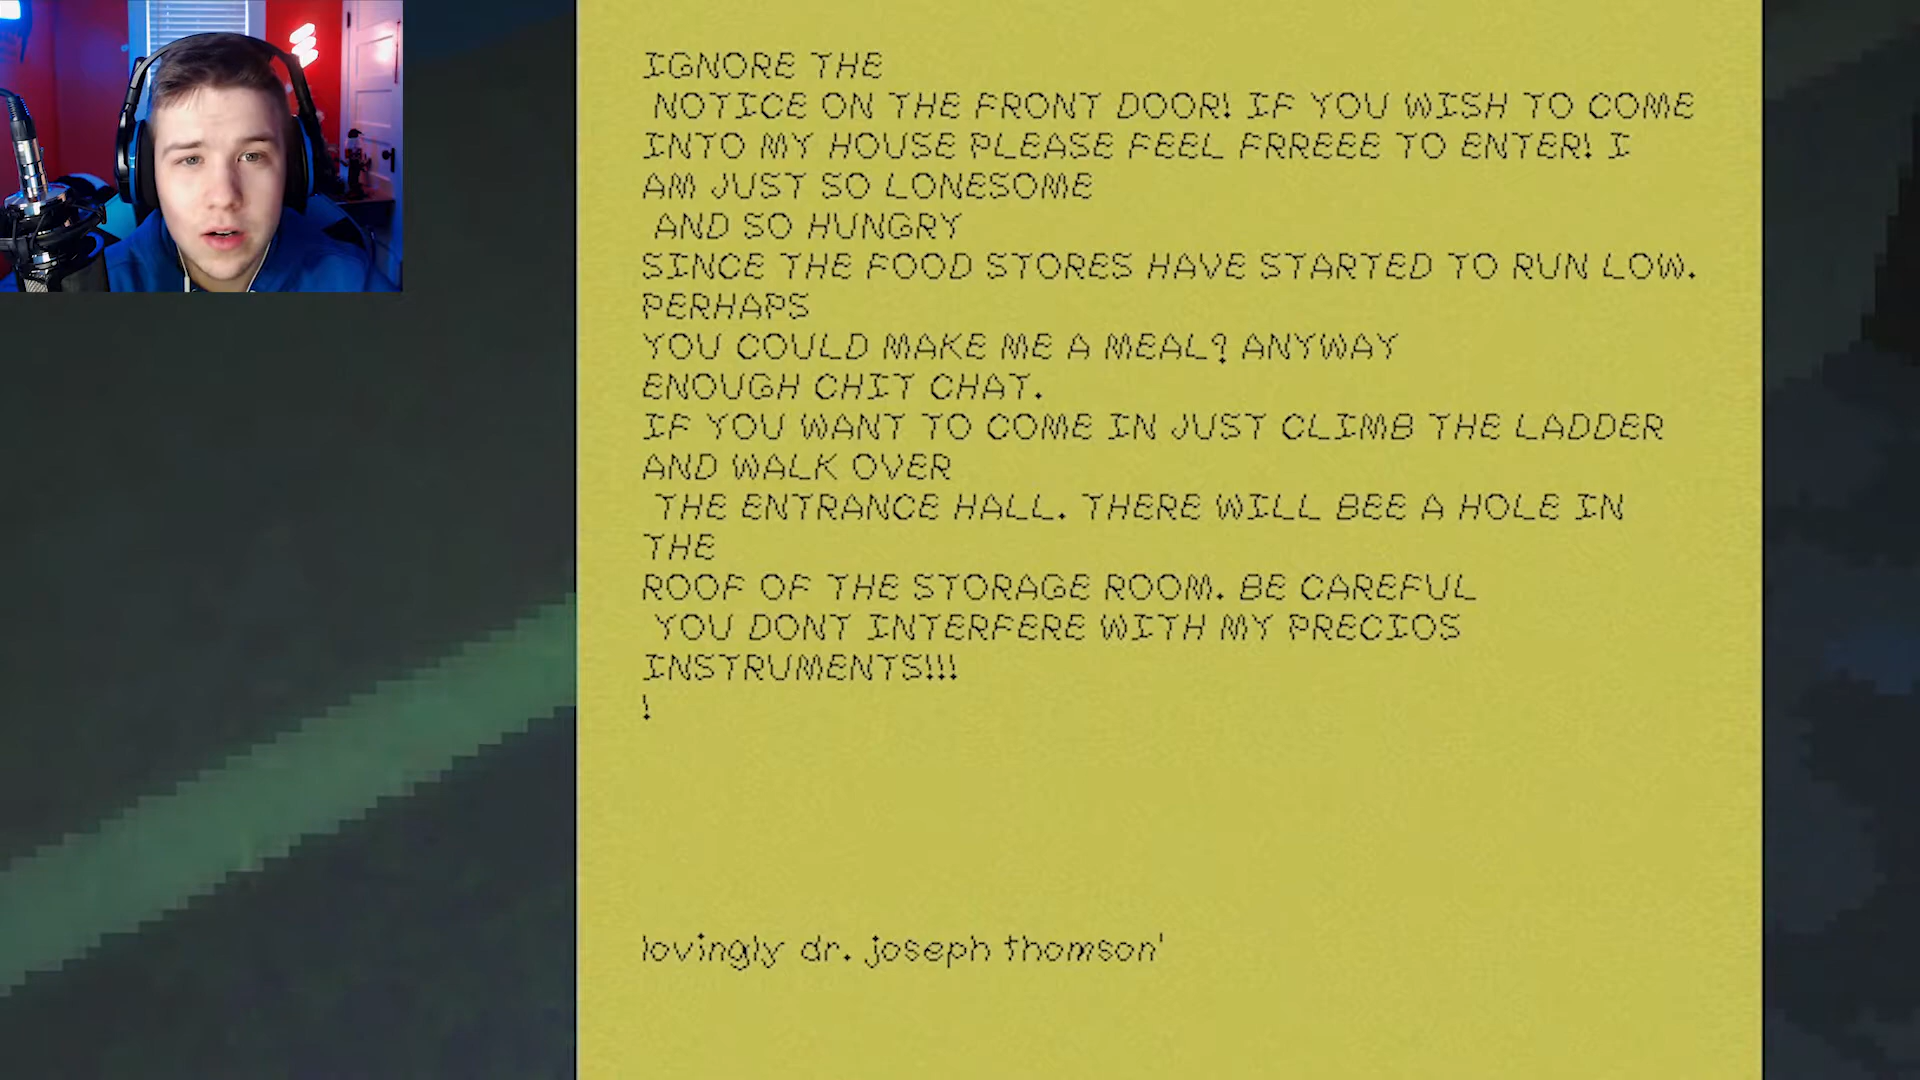 IGNORE THE
NOTICE ON THE FRONT DOOR! IF YOU WISH TO COME
INTO MY HOUSE PLEASE FEEL FRREEE TO ENTER! I
AM JUST SO LONESOME
AND SO HUNGRY
SINCE THE FOOD STORES HAVE STARTED TO RUN LOW.
PERHAPS
YOU COULD MAKE ME A MEAL? ANYWAY
ENOUGH CHIT CHAT.
IF YOU WANT TO COME IN JUST CLIMB THE LADDER
AND WALK OVER
THE ENTRANCE HALL. THERE WILL BEE A HOLE IN
THE
ROOF OF THE STORAGE ROOM. BE CAREFUL
YOU DONT INTERFERE WITH MY PRECIOS
INSTRUMENTS!!!
!
lovingly dr. joseph thomson'